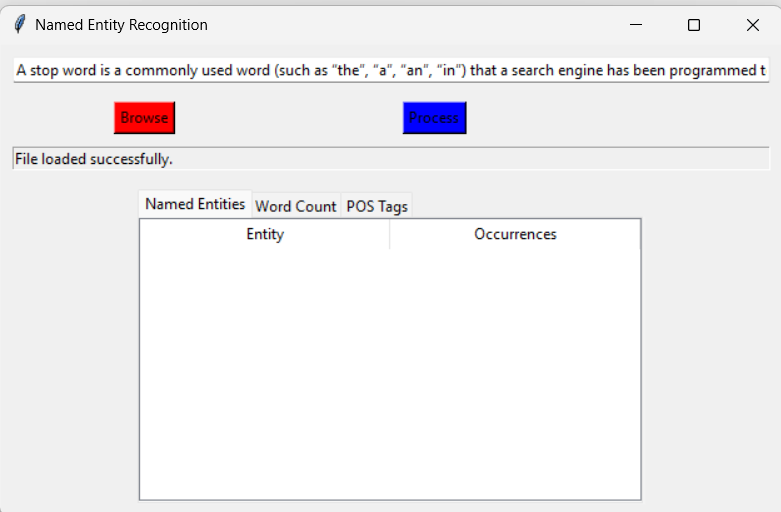 Named Entity Recognition
A stop word is a commonly used word (such as “the”, “a”, “an”, “in”) that a search engine has been programmed t
Browse
Process
File loaded successfully.
Named Entities Word Count POS Tags
Entity Occurrences